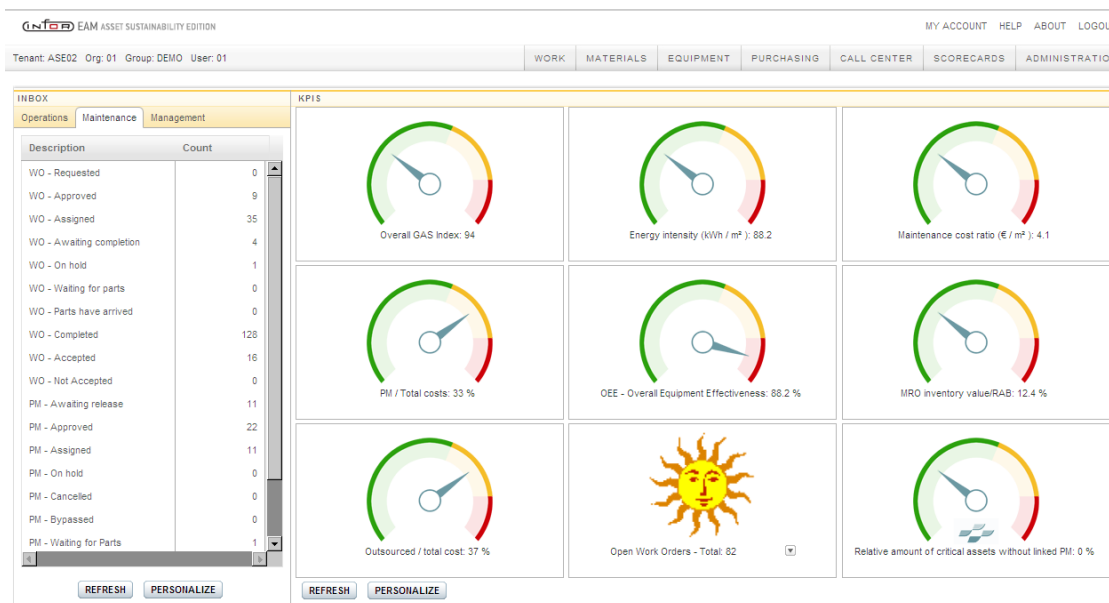 infor EAM ASSET SUSTAINABILITY EDITION
MY ACCOUNT HELP ABOUT LOGOU
Tenant: ASE02 Org: 01 Group: DEMO User: 01
WORK MATERIALS EQUIPMENT PURCHASING CALL CENTER SCORECARDS ADMINISTRATIO
INBOX
Operations Maintenance Management
Description Count
WO - Requested 0
WO - Approved 9
WO - Assigned 35
WO - Awaiting completion 4
WO - On hold 1
WO - Waiting for parts 0
WO - Parts have arrived 0
WO - Completed 128
WO - Accepted 16
WO - Not Accepted 0
PM - Awaiting release 11
PM - Approved 22
PM - Assigned 11
PM - On hold 0
PM - Cancelled 0
PM - Bypassed 0
PM - Waiting for Parts 1
REFRESH PERSONALIZE
KPIS
Overall GAS Index: 94
Energy intensity (kWh / m² ): 88.2
Maintenance cost ratio (€ / m² ): 4.1
PM / Total costs: 33 %
OEE - Overall Equipment Effectiveness: 88.2 %
MRO inventory value/RAB: 12.4 %
Outsourced / total cost: 37 %
Open Work Orders - Total: 82
Relative amount of critical assets without linked PM: 0 %
REFRESH PERSONALIZE